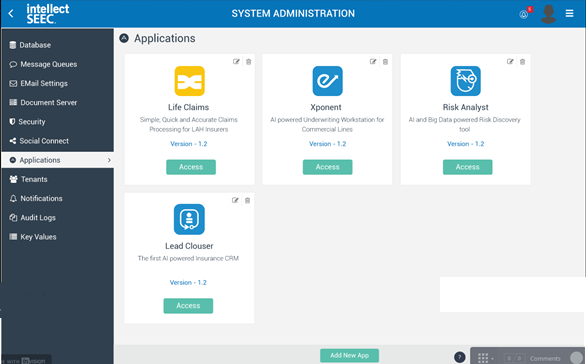 intellect
SEEC
SYSTEM ADMINISTRATION
Database
Message Queues
EMail Settings
Document Server
Security
Social Connect
Applications
Tenants
Notifications
Audit Logs
Key Values
Applications
Life Claims
Simple, Quick and Accurate Claims
Processing for LAH Insurers
Version - 1.2
Access
Xponent
AI powered Underwriting Workstation for
Commercial Lines
Version - 1.2
Access
Risk Analyst
AI and Big Data powered Risk Discovery
tool
Version - 1.2
Access
Lead Clouser
The first AI powered Insurance CRM
Version - 1.2
Access
Add New App
?
0 0 Comments
WITH InVISION